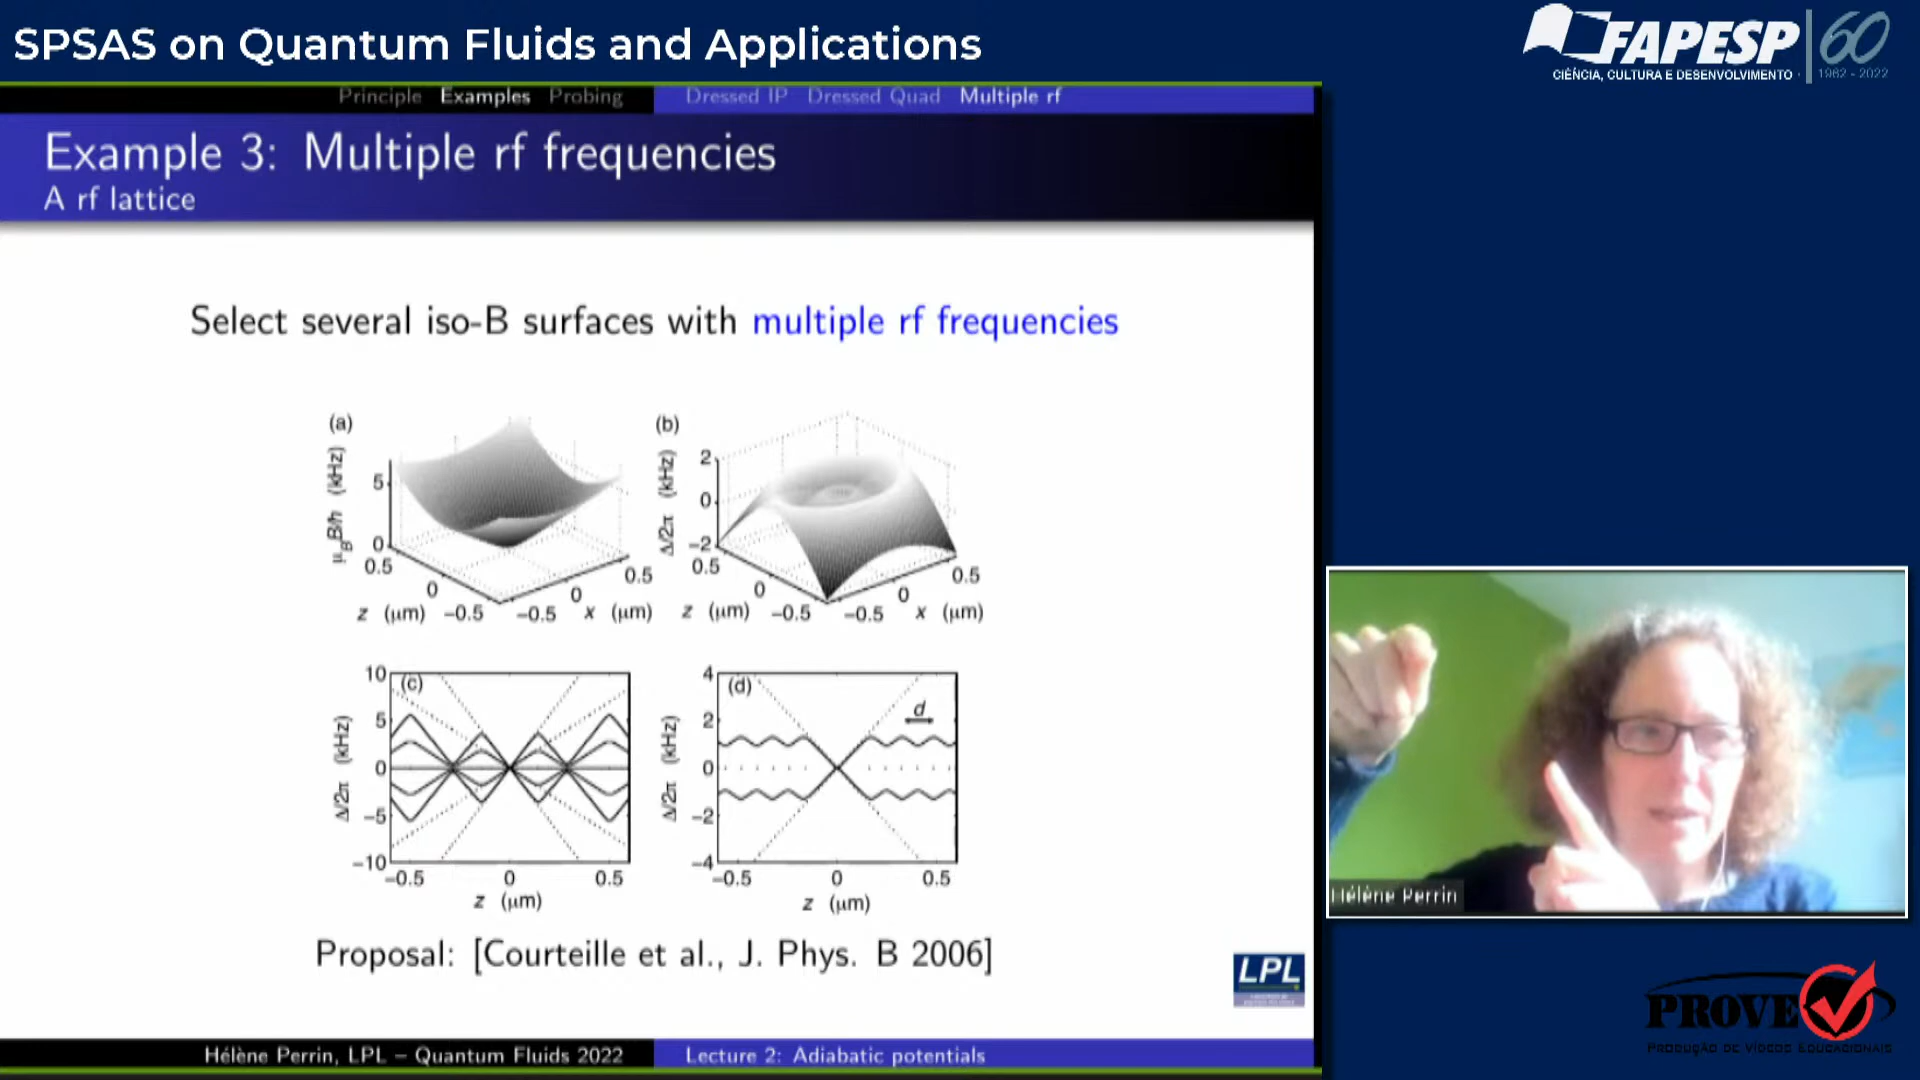 SPSAS on Quantum Fluids and Applications
FAPESP 60
CIÊNCIA, CULTURA E DESENVOLVIMENTO 1962 - 2022
Principle Examples Probing Dressed IP Dressed Quad Multiple rf
Example 3: Multiple rf frequencies
A rf lattice
Select several iso-B surfaces with multiple rf frequencies
(a)
μ_B B/h (kHz)
5
0
0.5
0
-0.5
z (μm)
-0.5
0
0.5
x (μm)
(b)
Δ/2π (kHz)
2
0
-2
0.5
0
-0.5
z (μm)
-0.5
0
0.5
x (μm)
(c)
Δ/2π (kHz)
10
5
0
-5
-10
-0.5 0 0.5
z (μm)
(d)
d
Δ/2π (kHz)
4
2
0
-2
-4
-0.5 0 0.5
z (μm)
Proposal: [Courteille et al., J. Phys. B 2006]
LPL
Hélène Perrin, LPL – Quantum Fluids 2022 Lecture 2: Adiabatic potentials
Hélène Perrin
PROVE
PRODUÇÃO DE VÍDEOS EDUCACIONAIS